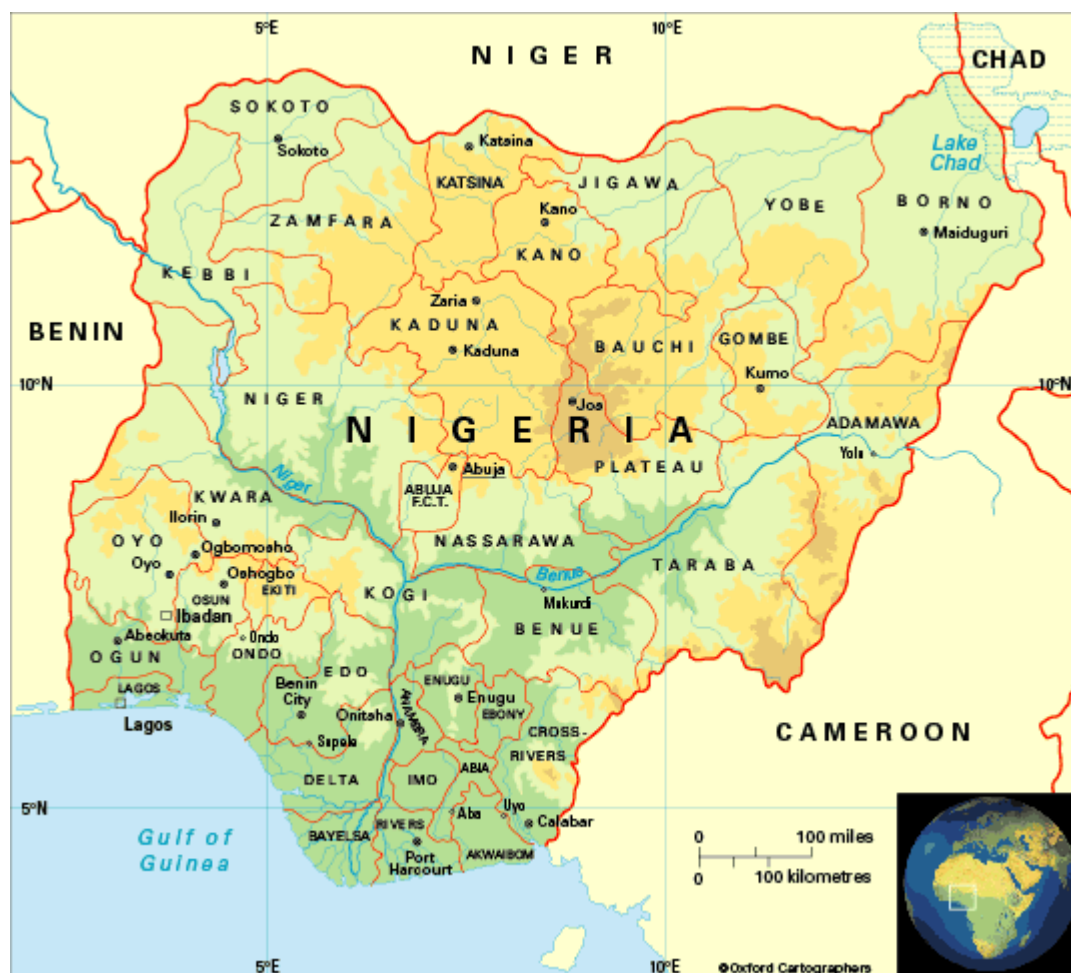 5°E
10°E
NIGER
CHAD
SOKOTO
Sokoto
Katsina
KATSINA
Lake
Chad
JIGAWA
YOBE
BORNO
ZAMFARA
Kano
KANO
Maiduguri
KEBBI
Zaria
KADUNA
Kaduna
BENIN
BAUCHI
GOMBE
Kumo
10°N
10°N
NIGER
Jos
NIGERIA
ADAMAWA
Yola
Abuja
PLATEAU
ABUJA
F.C.T.
Niger
KWARA
Ilorin
OYO
Ogbomosho
Oyo
Oshogbo
NASSARAWA
Benue
TARABA
EKITI
OSUN
KOGI
Makurdi
Ibadan
BENUE
Abeokuta
Ondo
ONDO
OGUN
EDO
ENUGU
Enugu
LAGOS
Lagos
Benin
City
Onitsha
ANAMBRA
EBONY
CROSS-
RIVERS
Sapele
CAMEROON
DELTA
IMO
ABIA
5°N
5°N
Aba
Uyo
Calabar
Gulf of
Guinea
BAYELSA
RIVERS
Port
Harcourt
AKWAIBOM
0
100 miles
0
100 kilometres
5°E
10°E
©Oxford Cartographers